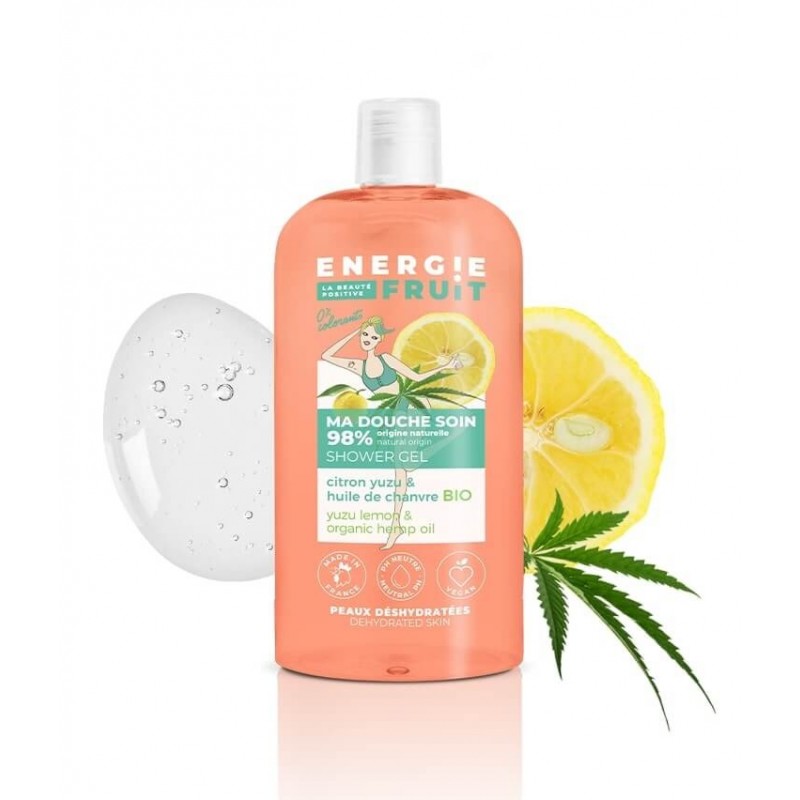 ENERGiE
LA BEAUTÉ
POSITIVE
FRUiT
0%
colorants
MA DOUCHE SOIN
98% origine naturelle
natural origin
SHOWER GEL
citron yuzu &
huile de chanvre BIO
yuzu lemon &
organic hemp oil
MADE IN
FRANCE
PH NEUTRE
NEUTRAL PH
VEGAN
PEAUX DÉSHYDRATÉES
DEHYDRATED SKIN